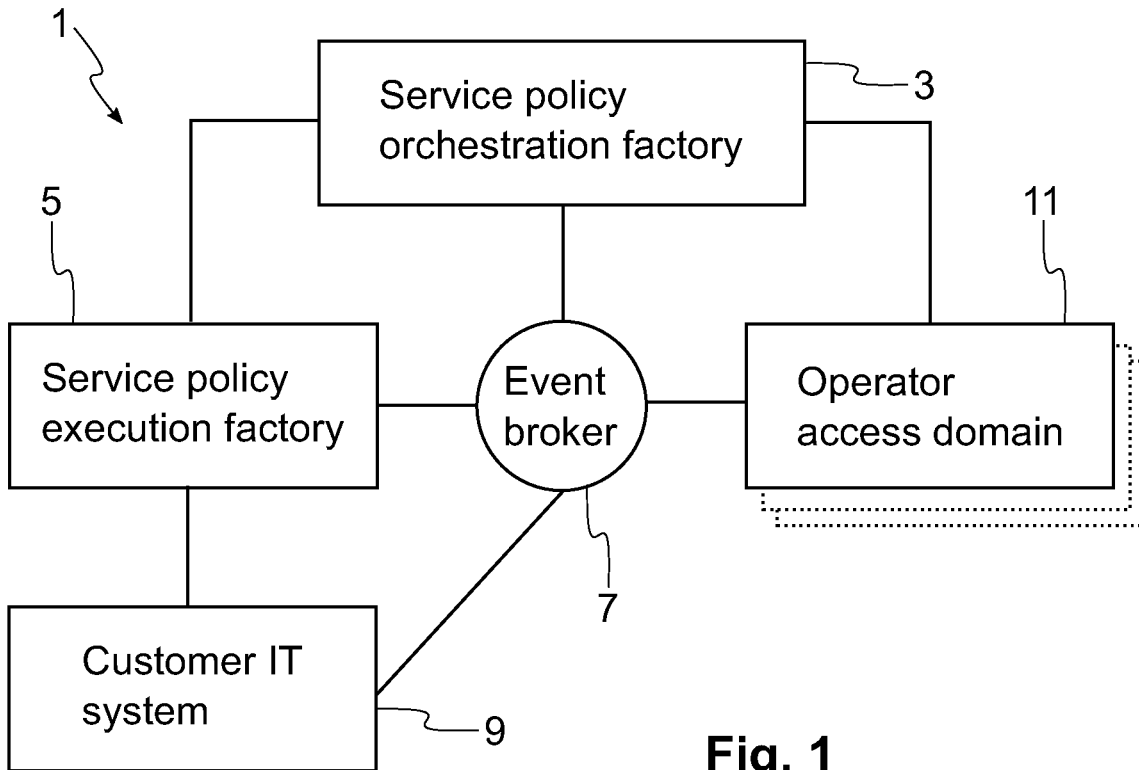 1
Service policy
orchestration factory
3
5
11
Service policy
execution factory
Event
broker
Operator
access domain
7
Customer IT
system
9
Fig. 1